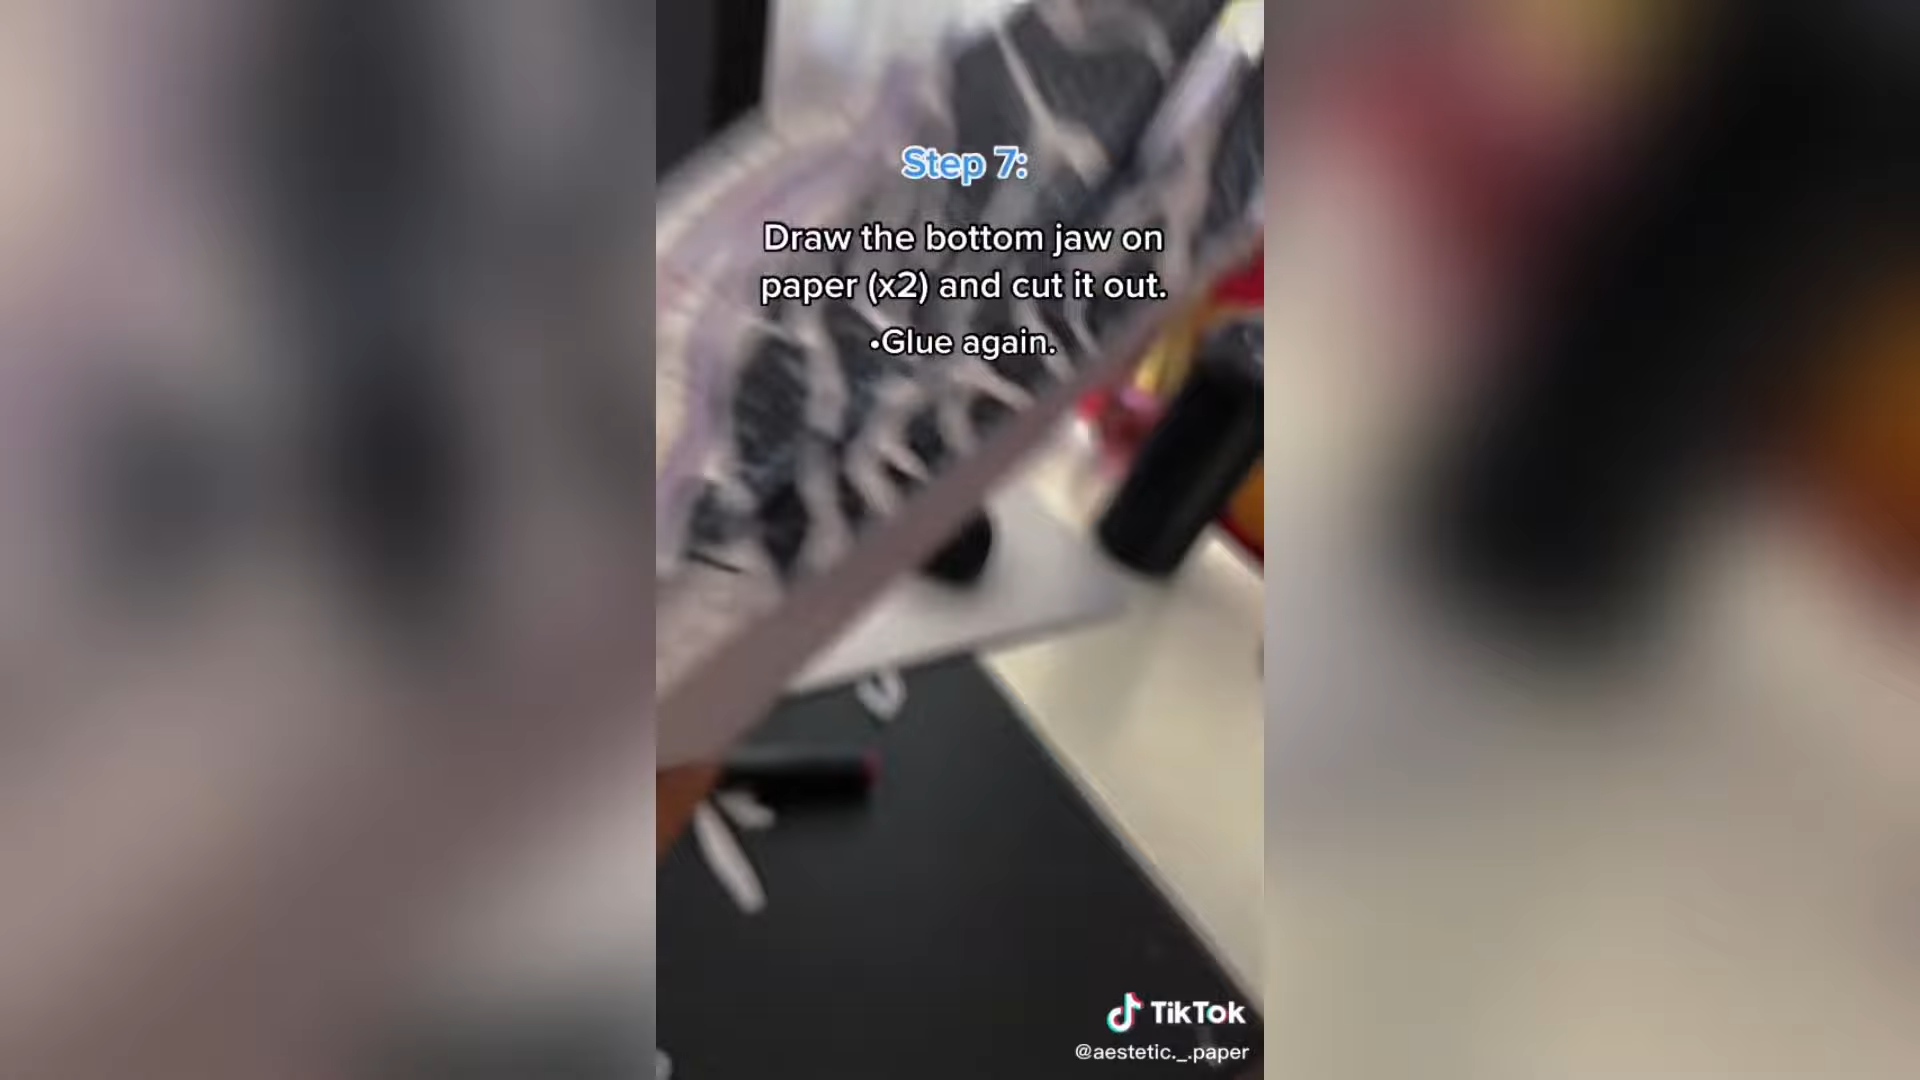 Step 7:
Draw the bottom jaw on
paper (x2) and cut it out.
•Glue again.
TikTok
@aestetic._.paper